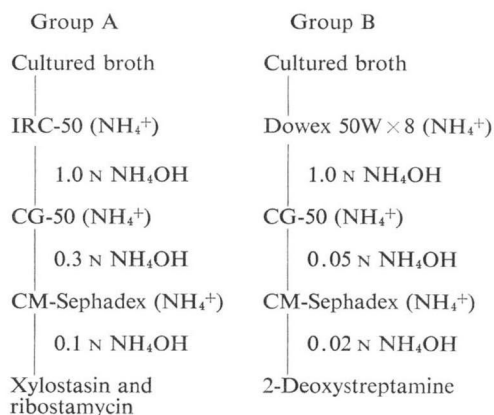 Group A
Cultured broth
IRC-50 (NH₄⁺)
1.0 N NH₄OH
CG-50 (NH₄⁺)
0.3 N NH₄OH
CM-Sephadex (NH₄⁺)
0.1 N NH₄OH
Xylostasin and
ribostamycin
Group B
Cultured broth
Dowex 50W×8 (NH₄⁺)
1.0 N NH₄OH
CG-50 (NH₄⁺)
0.05 N NH₄OH
CM-Sephadex (NH₄⁺)
0.02 N NH₄OH
2-Deoxystreptamine